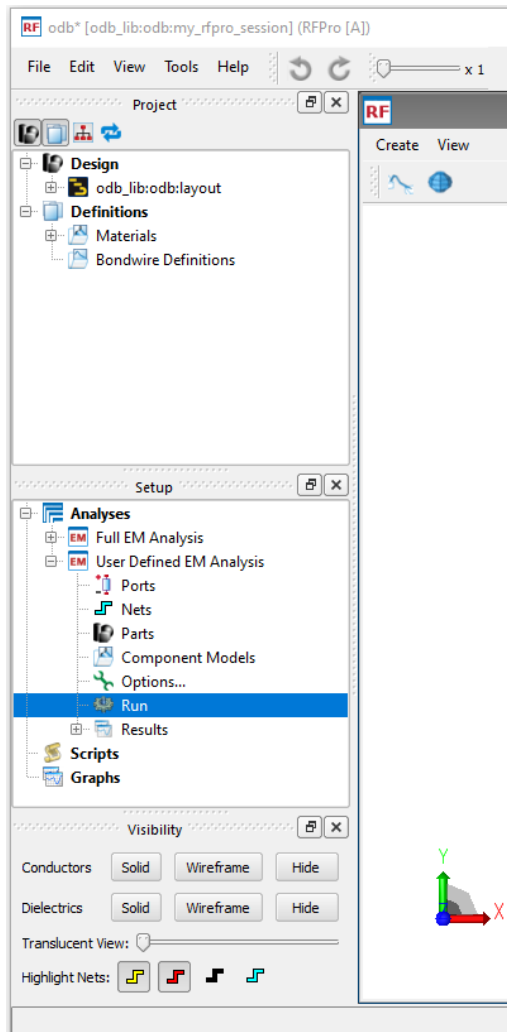 RF odb* [odb_lib:odb:my_rfpro_session] (RFPro [A])
File Edit View Tools Help x 1
Project
Design
odb_lib:odb:layout
Definitions
Materials
Bondwire Definitions
RF
Create View
Setup
Analyses
EM Full EM Analysis
EM User Defined EM Analysis
Ports
Nets
Parts
Component Models
Options...
Run
Results
Scripts
Graphs
Visibility
Conductors Solid Wireframe Hide
Dielectrics Solid Wireframe Hide
Translucent View:
Highlight Nets:
Y
X